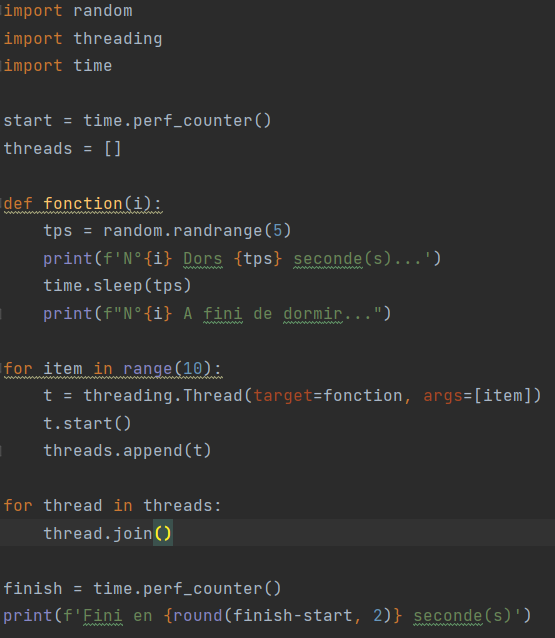 import random
import threading
import time
start = time.perf_counter()
threads = []
def fonction(i):
    tps = random.randrange(5)
    print(f'N°{i} Dors {tps} seconde(s)...')
    time.sleep(tps)
    print(f"N°{i} A fini de dormir...")
for item in range(10):
    t = threading.Thread(target=fonction, args=[item])
    t.start()
    threads.append(t)
for thread in threads:
    thread.join()
finish = time.perf_counter()
print(f'Fini en {round(finish-start, 2)} seconde(s)')